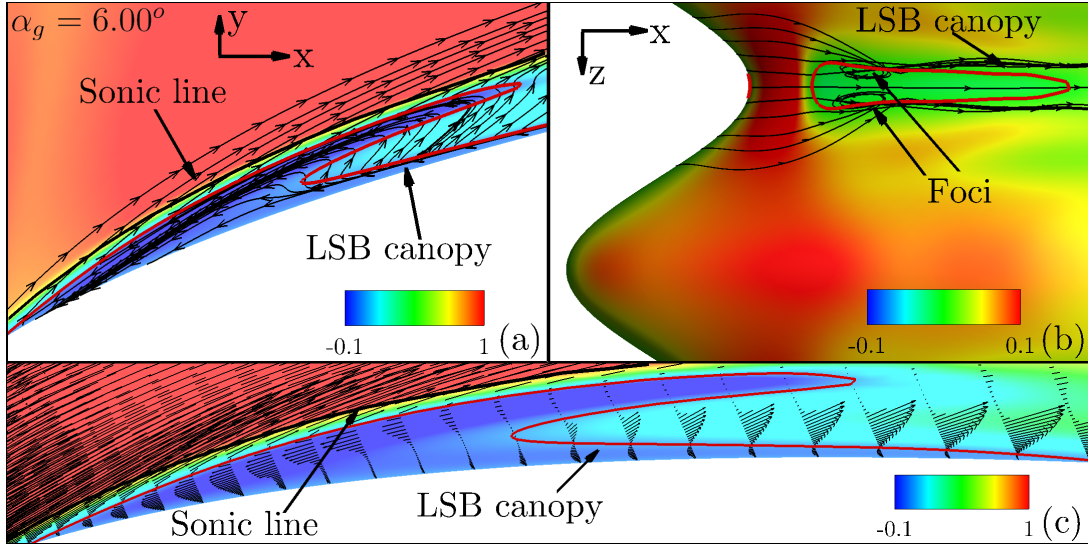 α_g = 6.00°
y
x
Sonic line
LSB canopy
-0.1
1
(a)
x
z
LSB canopy
Foci
-0.1
0.1
(b)
Sonic line
LSB canopy
-0.1
1
(c)